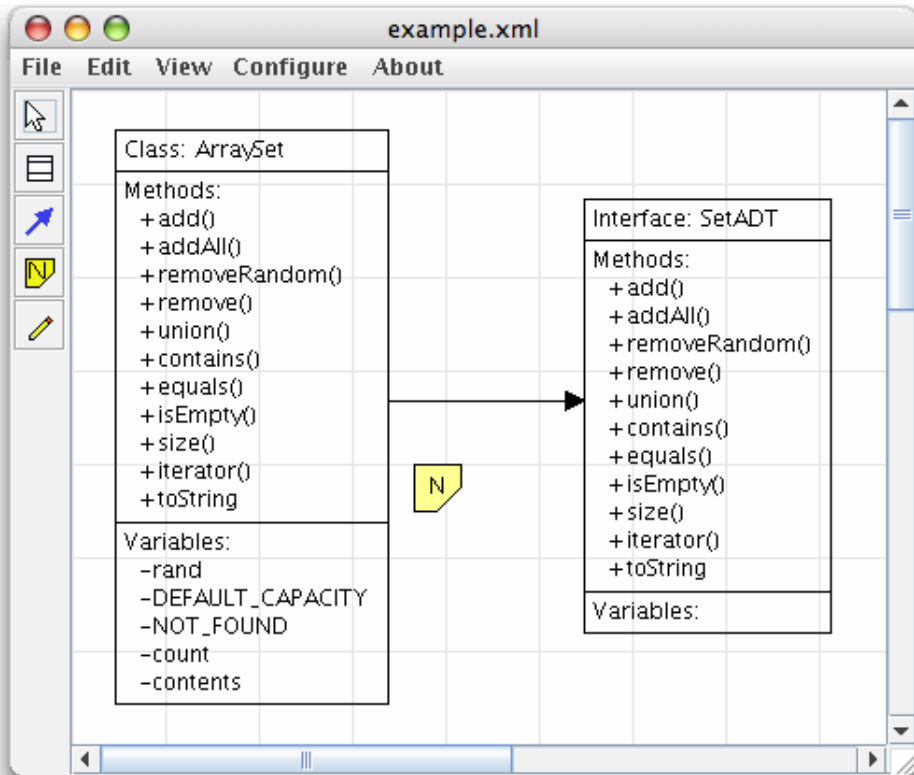 example.xml
File Edit View Configure About
Class: ArraySet
Methods:
+add()
+addAll()
+removeRandom()
+remove()
+union()
+contains()
+equals()
+isEmpty()
+size()
+iterator()
+toString
Variables:
-rand
-DEFAULT_CAPACITY
-NOT_FOUND
-count
-contents
N
N
Interface: SetADT
Methods:
+add()
+addAll()
+removeRandom()
+remove()
+union()
+contains()
+equals()
+isEmpty()
+size()
+iterator()
+toString
Variables: